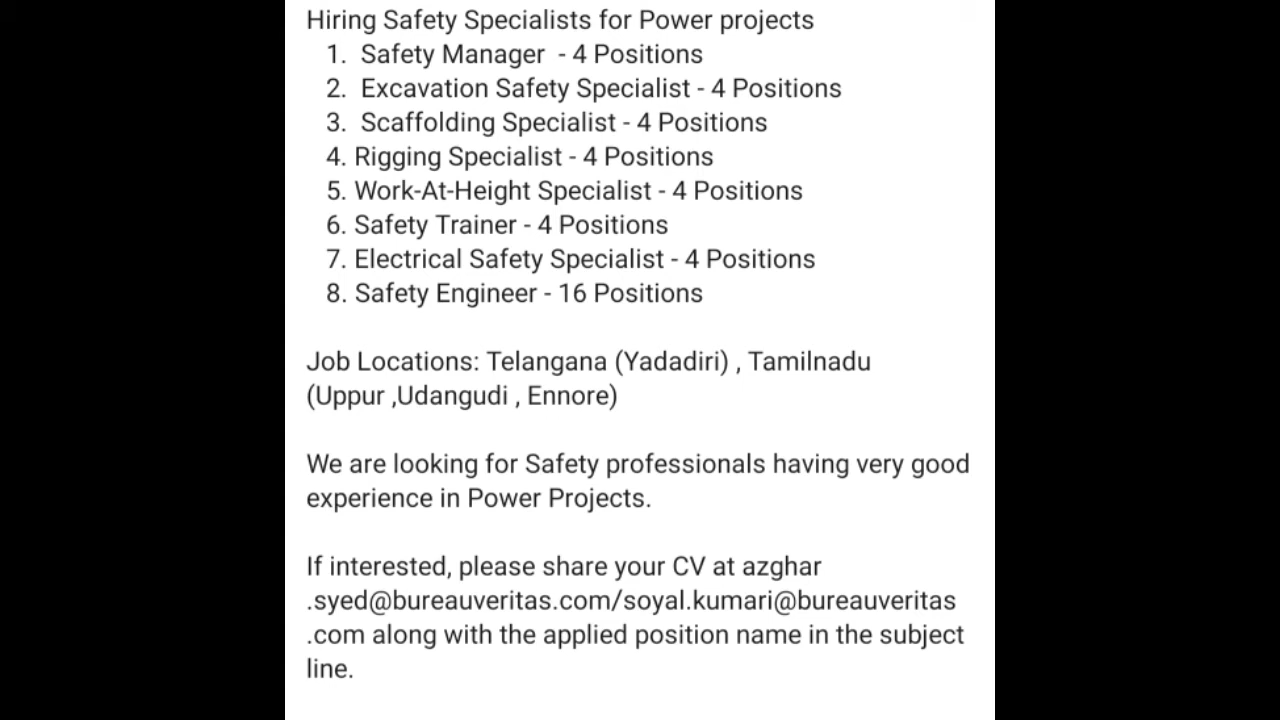 Hiring Safety Specialists for Power projects
1. Safety Manager - 4 Positions
2. Excavation Safety Specialist - 4 Positions
3. Scaffolding Specialist - 4 Positions
4. Rigging Specialist - 4 Positions
5. Work-At-Height Specialist - 4 Positions
6. Safety Trainer - 4 Positions
7. Electrical Safety Specialist - 4 Positions
8. Safety Engineer - 16 Positions
Job Locations: Telangana (Yadadiri) , Tamilnadu
(Uppur ,Udangudi , Ennore)
We are looking for Safety professionals having very good
experience in Power Projects.
If interested, please share your CV at azghar
.syed@bureauveritas.com/soyal.kumari@bureauveritas
.com along with the applied position name in the subject
line.